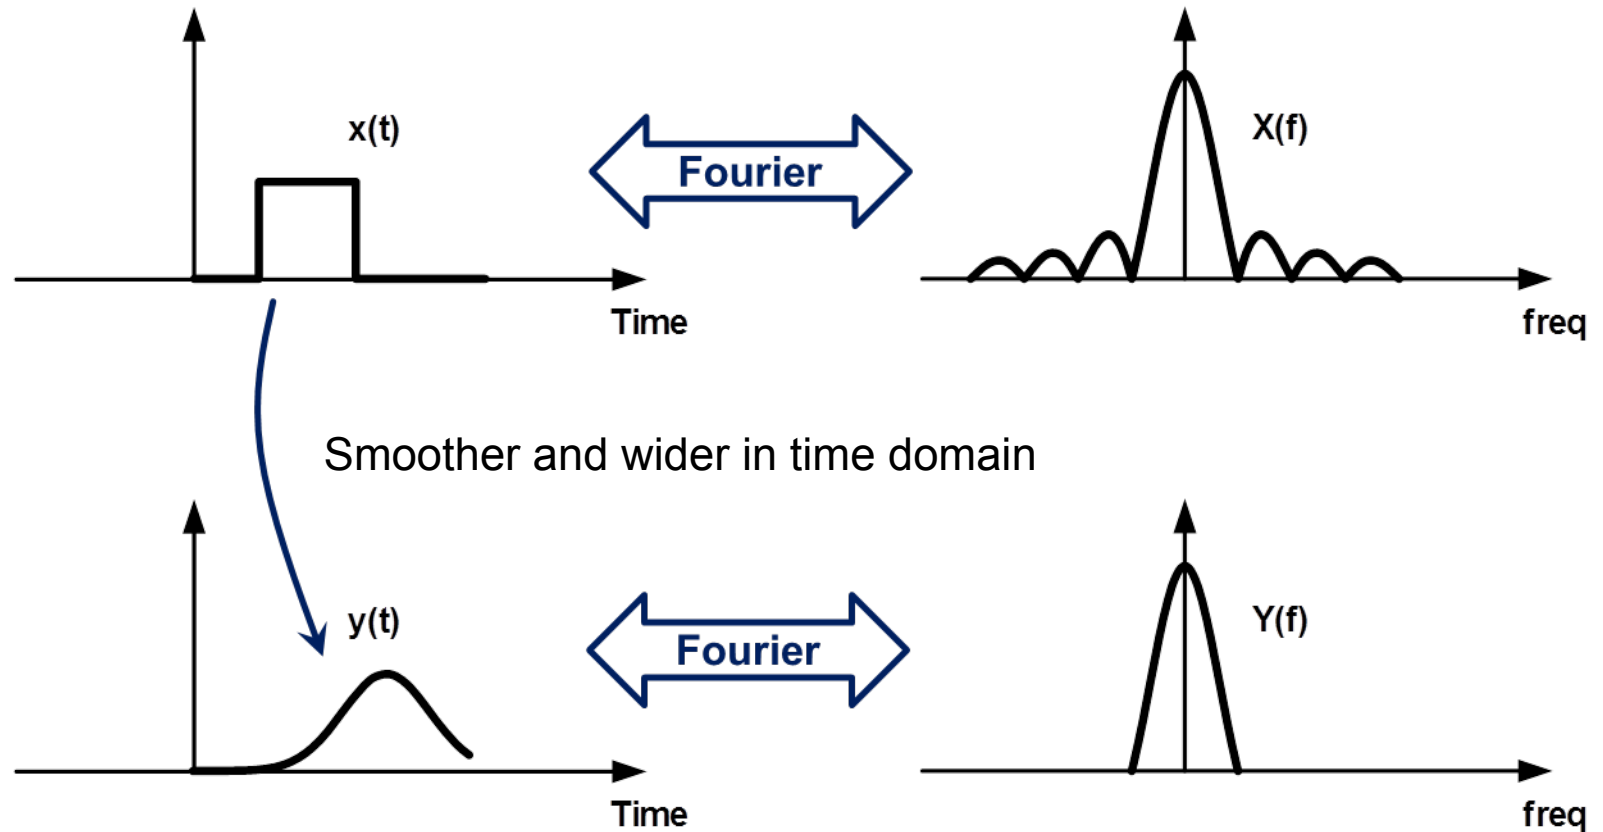 x(t)
Fourier
X(f)
Time
freq
Smoother and wider in time domain
y(t)
Fourier
Y(f)
Time
freq